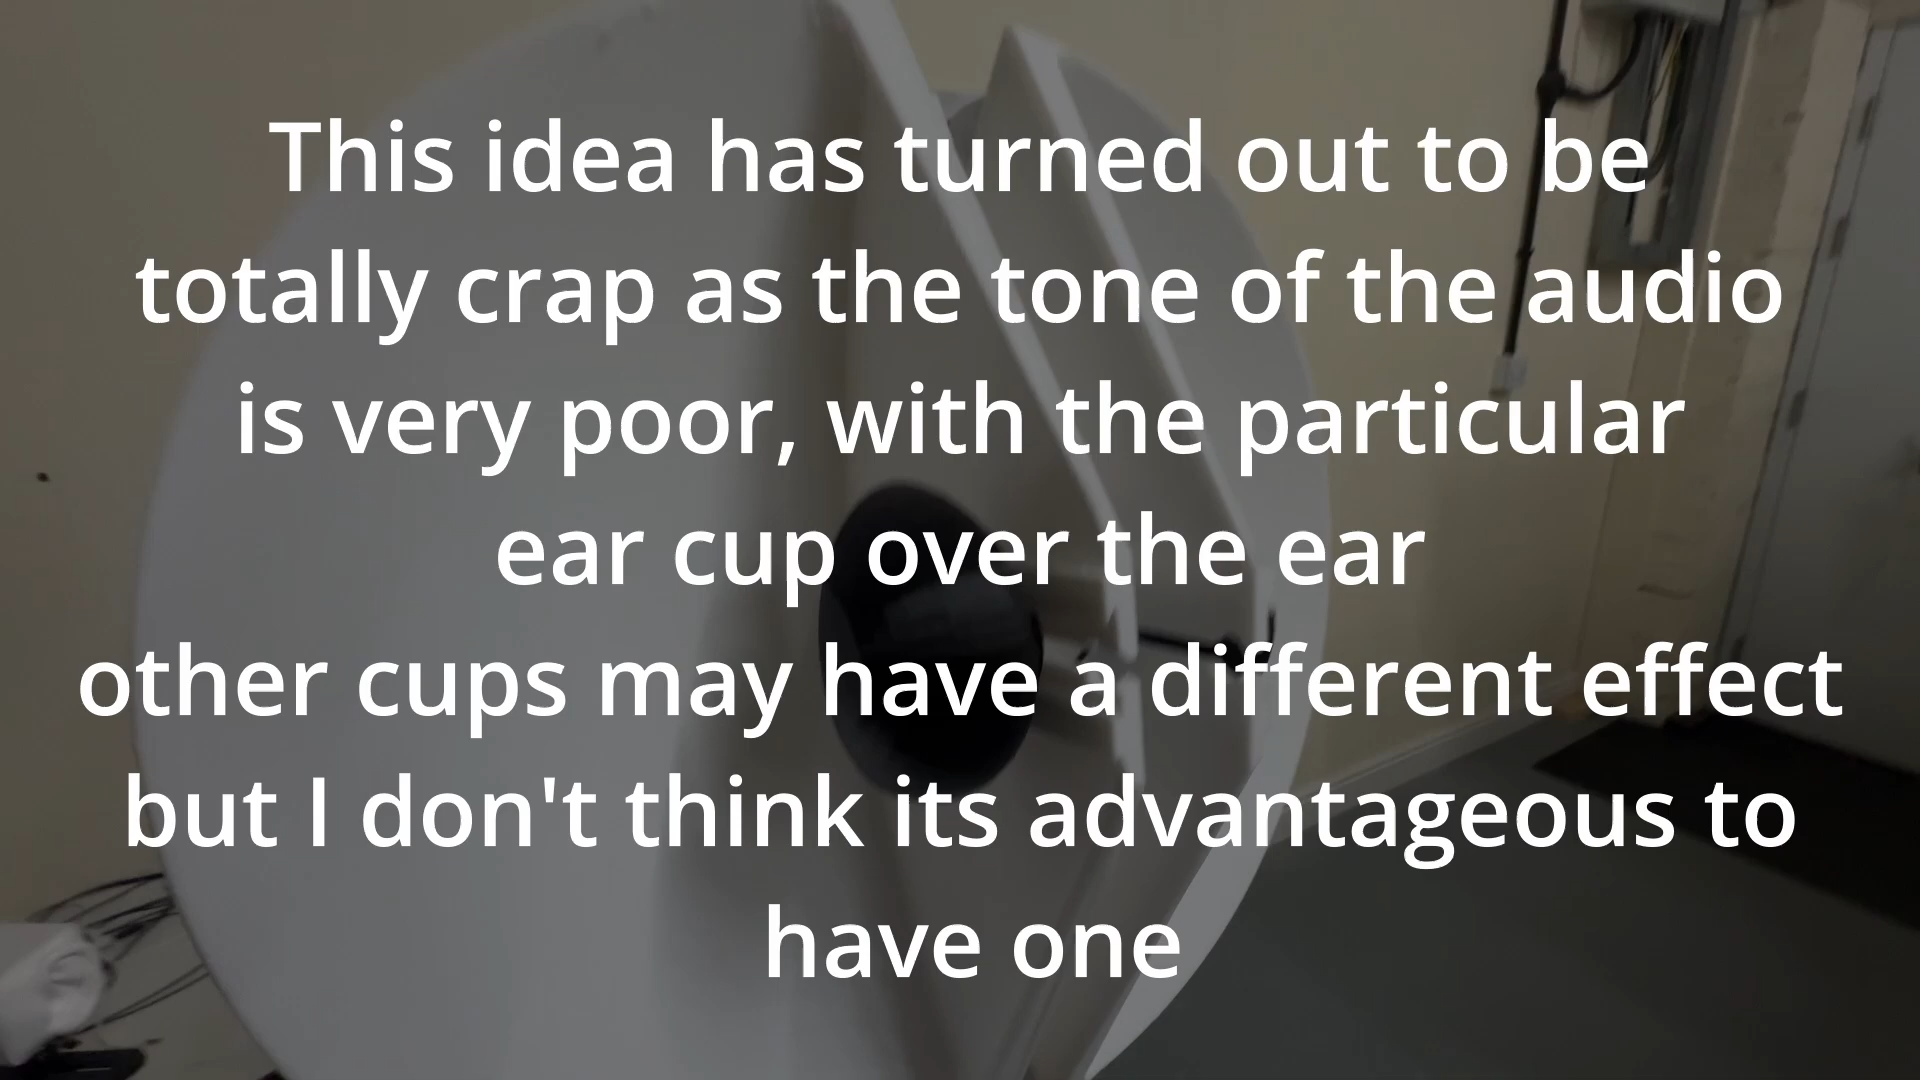 This idea has turned out to be
totally crap as the tone of the audio
is very poor, with the particular
ear cup over the ear
other cups may have a different effect
but I don't think its advantageous to
have one